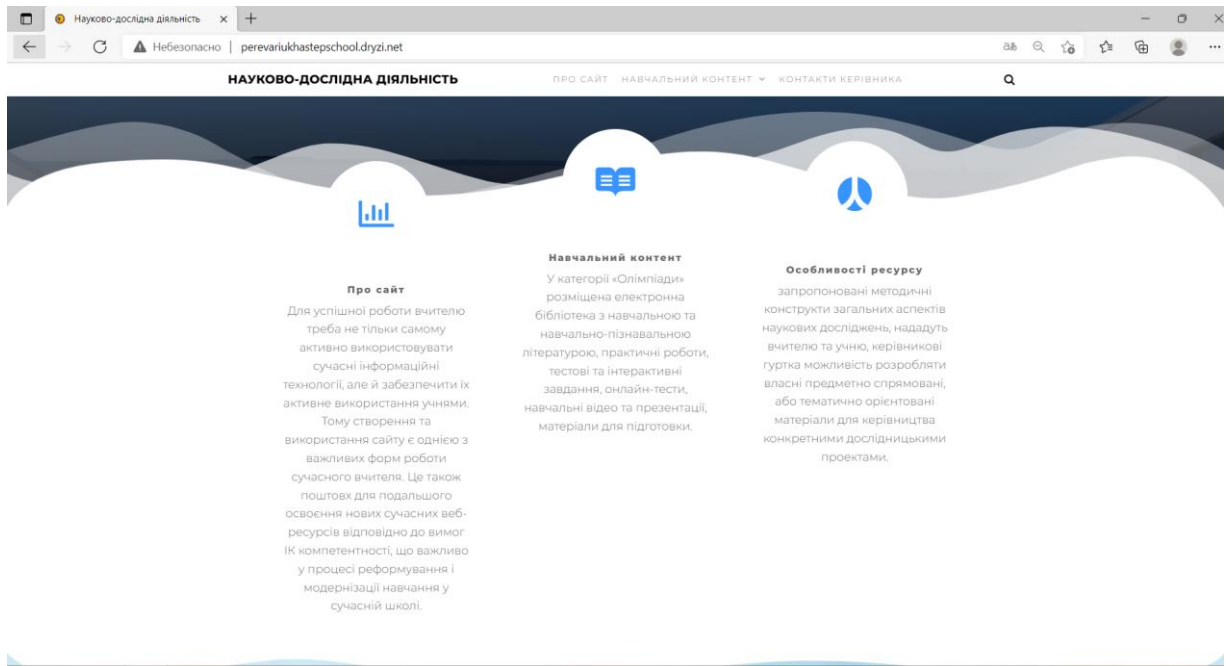 Науково-дослідна діяльність
Небезопасно | perevariukhastepschool.dryzi.net
НАУКОВО-ДОСЛІДНА ДІЯЛЬНІСТЬ
ПРО САЙТ НАВЧАЛЬНИЙ КОНТЕНТ КОНТАКТИ КЕРІВНИКА
Про сайт
Для успішної роботи вчителю
треба не тільки самому
активно використовувати
сучасні інформаційні
технології, але й забезпечити їх
активне використання учнями.
Тому створення та
використання сайту є однією з
важливих форм роботи
сучасного вчителя. Це також
поштовх для подальшого
освоєння нових сучасних веб-
ресурсів відповідно до вимог
ІК компетентності, що важливо
у процесі реформування і
модернізації навчання у
сучасній школі.
Навчальний контент
У категорії «Олімпіади»
розміщена електронна
бібліотека з навчальною та
навчально-пізнавальною
літературою, практичні роботи,
тестові та інтерактивні
завдання, онлайн-тести,
навчальні відео та презентації,
матеріали для підготовки.
Особливості ресурсу
запропоновані методичні
конструкти загальних аспектів
наукових досліджень, нададуть
вчителю та учню, керівникові
гуртка можливість розробляти
власні предметно спрямовані,
або тематично орієнтовані
матеріали для керівництва
конкретними дослідницькими
проектами.